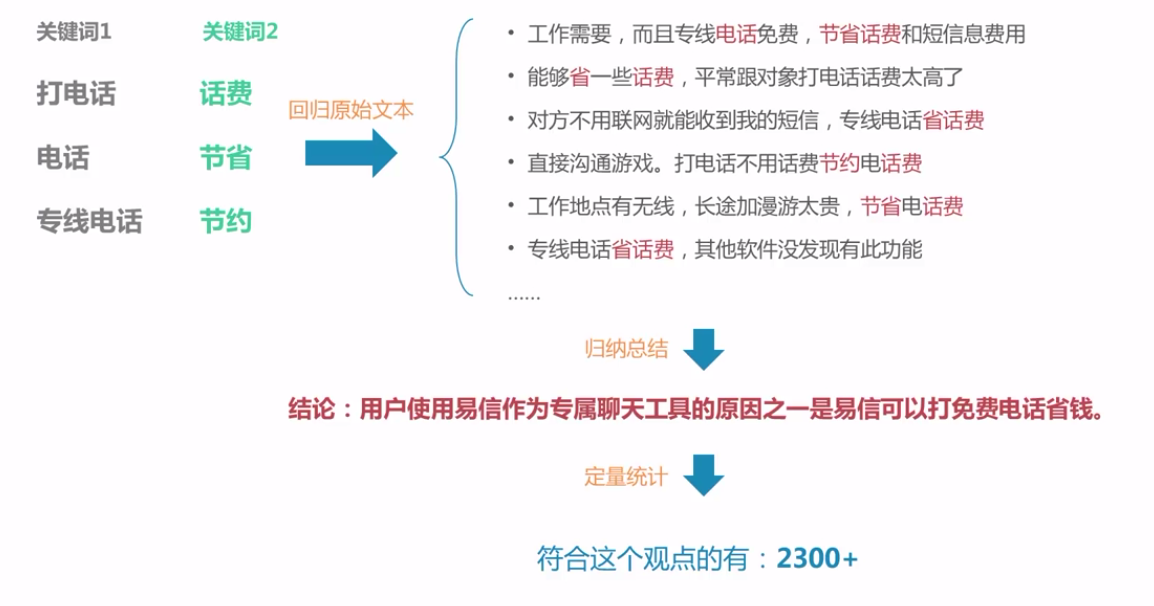 关键词1 关键词2
打电话 话费
电话 节省
专线电话 节约
回归原始文本
• 工作需要，而且专线电话免费，节省话费和短信息费用
• 能够省一些话费，平常跟对象打电话话费太高了
• 对方不用联网就能收到我的短信，专线电话省话费
• 直接沟通游戏。打电话不用话费节约电话费
• 工作地点有无线，长途加漫游太贵，节省电话费
• 专线电话省话费，其他软件没发现有此功能
……
归纳总结
结论：用户使用易信作为专属聊天工具的原因之一是易信可以打免费电话省钱。
定量统计
符合这个观点的有：2300+